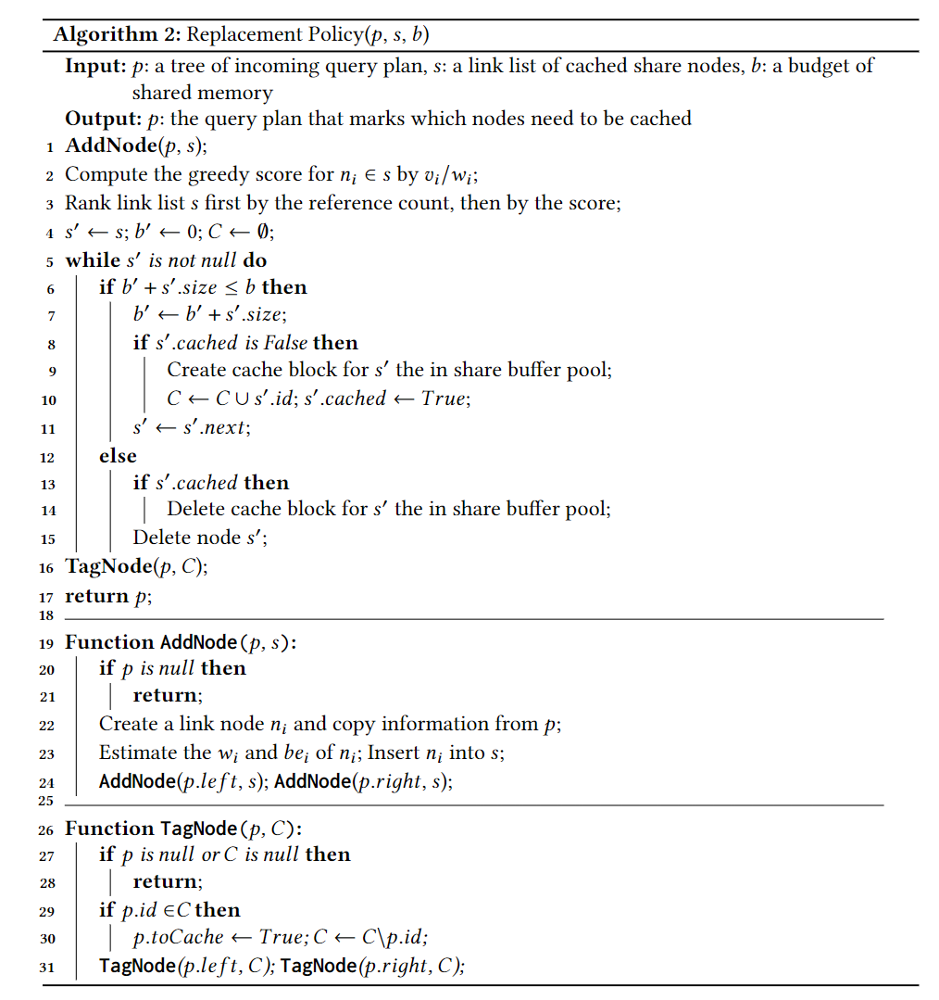 Algorithm 2: Replacement Policy(p, s, b)
Input: p: a tree of incoming query plan, s: a link list of cached share nodes, b: a budget of
shared memory
Output: p: the query plan that marks which nodes need to be cached
1 AddNode(p, s);
2 Compute the greedy score for nᵢ ∈ s by vᵢ/wᵢ;
3 Rank link list s first by the reference count, then by the score;
4 s′ ← s; b′ ← 0; C ← ∅;
5 while s′ is not null do
6 if b′ + s′.size ≤ b then
7 b′ ← b′ + s′.size;
8 if s′.cached is False then
9 Create cache block for s′ the in share buffer pool;
10 C ← C ∪ s′.id; s′.cached ← True;
11 s′ ← s′.next;
12 else
13 if s′.cached then
14 Delete cache block for s′ the in share buffer pool;
15 Delete node s′;
16 TagNode(p, C);
17 return p;
18
19 Function AddNode(p, s):
20 if p is null then
21 return;
22 Create a link node nᵢ and copy information from p;
23 Estimate the wᵢ and beᵢ of nᵢ; Insert nᵢ into s;
24 AddNode(p.left, s); AddNode(p.right, s);
25
26 Function TagNode(p, C):
27 if p is null or C is null then
28 return;
29 if p.id ∈C then
30 p.toCache ← True; C ← C\p.id;
31 TagNode(p.left, C); TagNode(p.right, C);